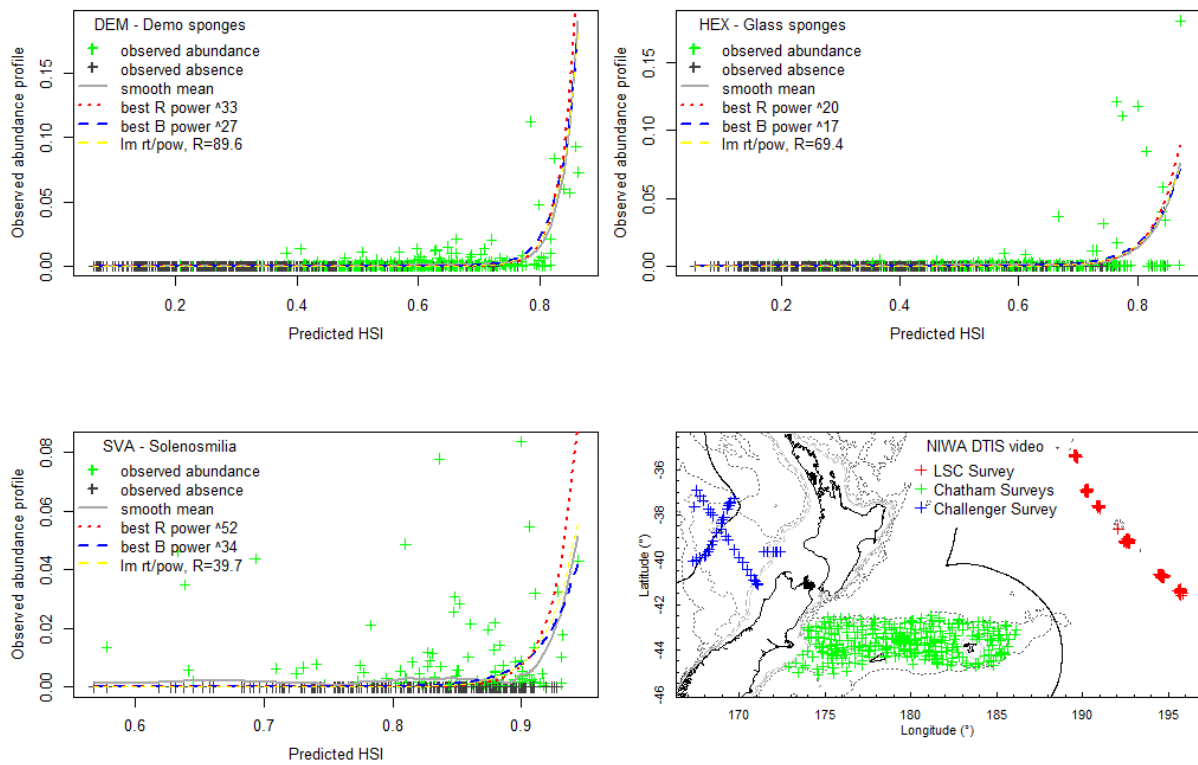 DEM - Demo sponges
observed abundance
observed absence
smooth mean
best R power ^33
best B power ^27
lm rt/pow, R=89.6
Observed abundance profile
0.00 0.05 0.10 0.15
0.2 0.4 0.6 0.8
Predicted HSI
HEX - Glass sponges
observed abundance
observed absence
smooth mean
best R power ^20
best B power ^17
lm rt/pow, R=69.4
Observed abundance profile
0.00 0.05 0.10 0.15
0.2 0.4 0.6 0.8
Predicted HSI
SVA - Solenosmilia
observed abundance
observed absence
smooth mean
best R power ^52
best B power ^34
lm rt/pow, R=39.7
Observed abundance profile
0.00 0.02 0.04 0.06 0.08
0.6 0.7 0.8 0.9
Predicted HSI
NIWA DTIS video
LSC Survey
Chatham Surveys
Challenger Survey
Latitude (°)
-46 -44 -42 -40 -38 -36
170 175 180 185 190 195
Longitude (°)